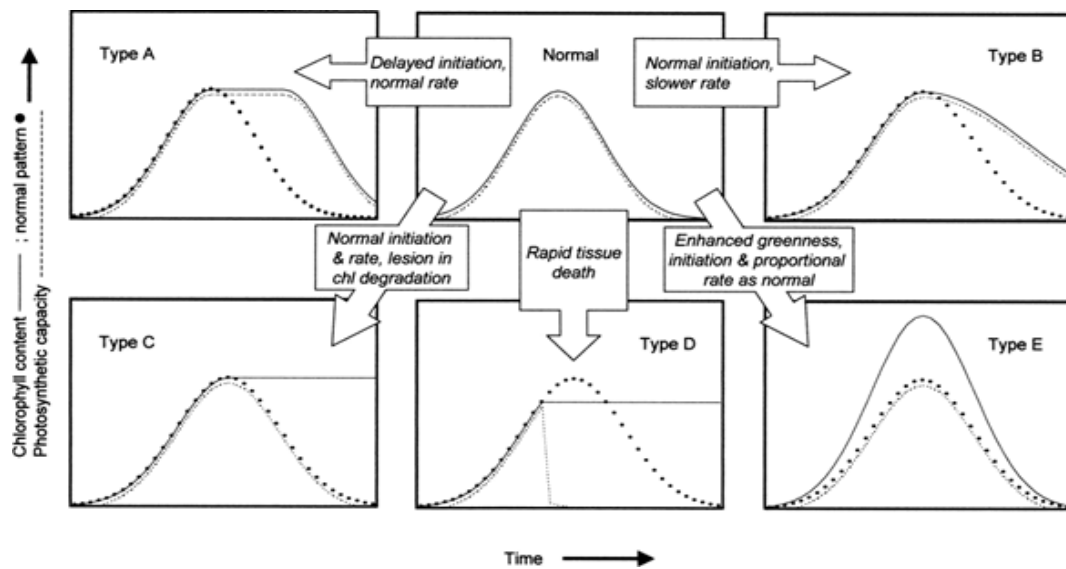 Type A
Delayed initiation,
normal rate
Normal
Normal initiation,
slower rate
Type B
Chlorophyll content —— ; normal pattern ●
Photosynthetic capacity ------
Normal initiation
& rate, lesion in
chl degradation
Rapid tissue
death
Enhanced greenness,
initiation & proportional
rate as normal
Type C
Type D
Type E
Time